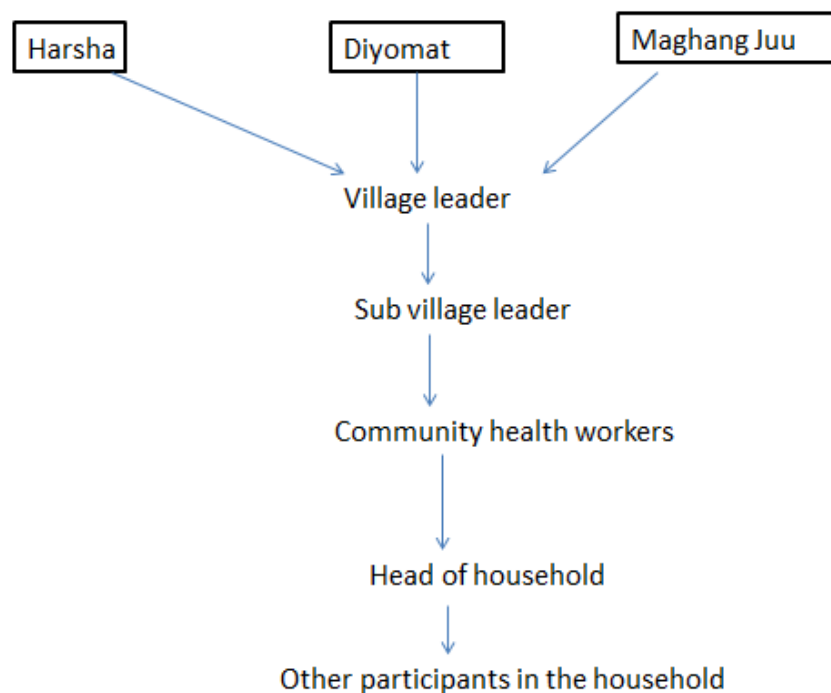 Harsha
Diyomat
Maghang Juu
Village leader
Sub village leader
Community health workers
Head of household
Other participants in the household